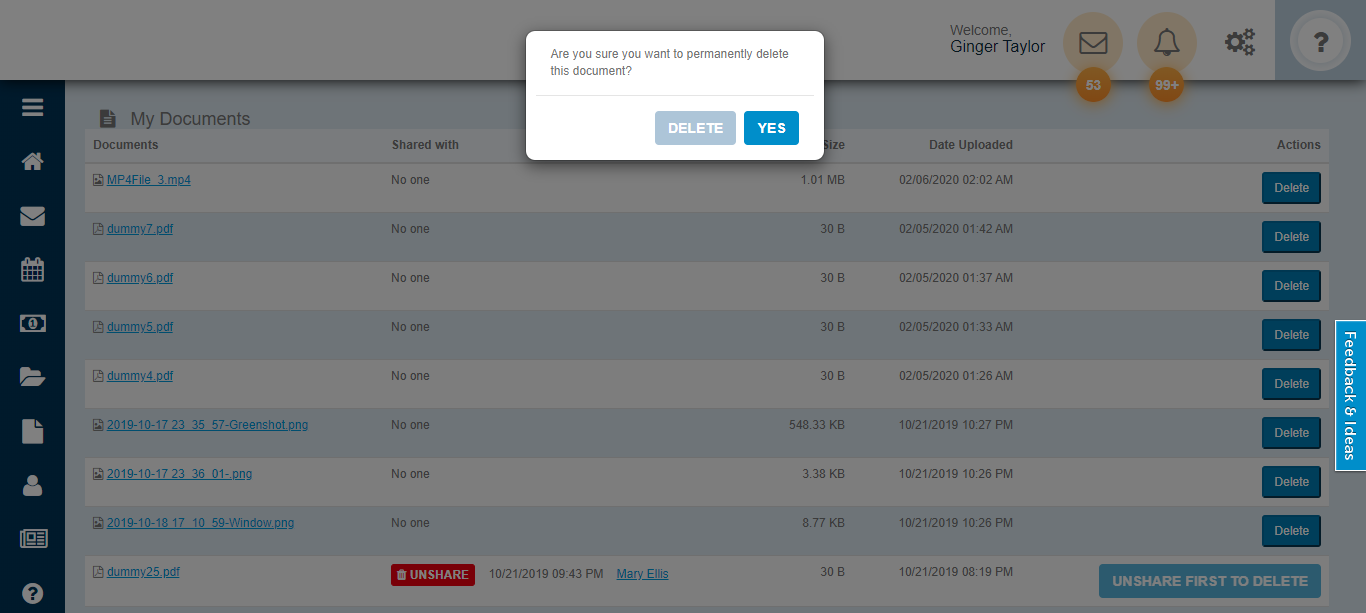 Welcome,
Ginger Taylor
?
53
99+
Are you sure you want to permanently delete
this document?
DELETE YES
My Documents
Documents Shared with Size Date Uploaded Actions
MP4File_3.mp4 No one 1.01 MB 02/06/2020 02:02 AM Delete
dummy7.pdf No one 30 B 02/05/2020 01:42 AM Delete
dummy6.pdf No one 30 B 02/05/2020 01:37 AM Delete
dummy5.pdf No one 30 B 02/05/2020 01:33 AM Delete
dummy4.pdf No one 30 B 02/05/2020 01:26 AM Delete
2019-10-17 23_35_57-Greenshot.png No one 548.33 KB 10/21/2019 10:27 PM Delete
2019-10-17 23_36_01-.png No one 3.38 KB 10/21/2019 10:26 PM Delete
2019-10-18 17_10_59-Window.png No one 8.77 KB 10/21/2019 10:26 PM Delete
dummy25.pdf UNSHARE 10/21/2019 09:43 PM Mary Ellis 30 B 10/21/2019 08:19 PM UNSHARE FIRST TO DELETE
Feedback & Ideas
1
?